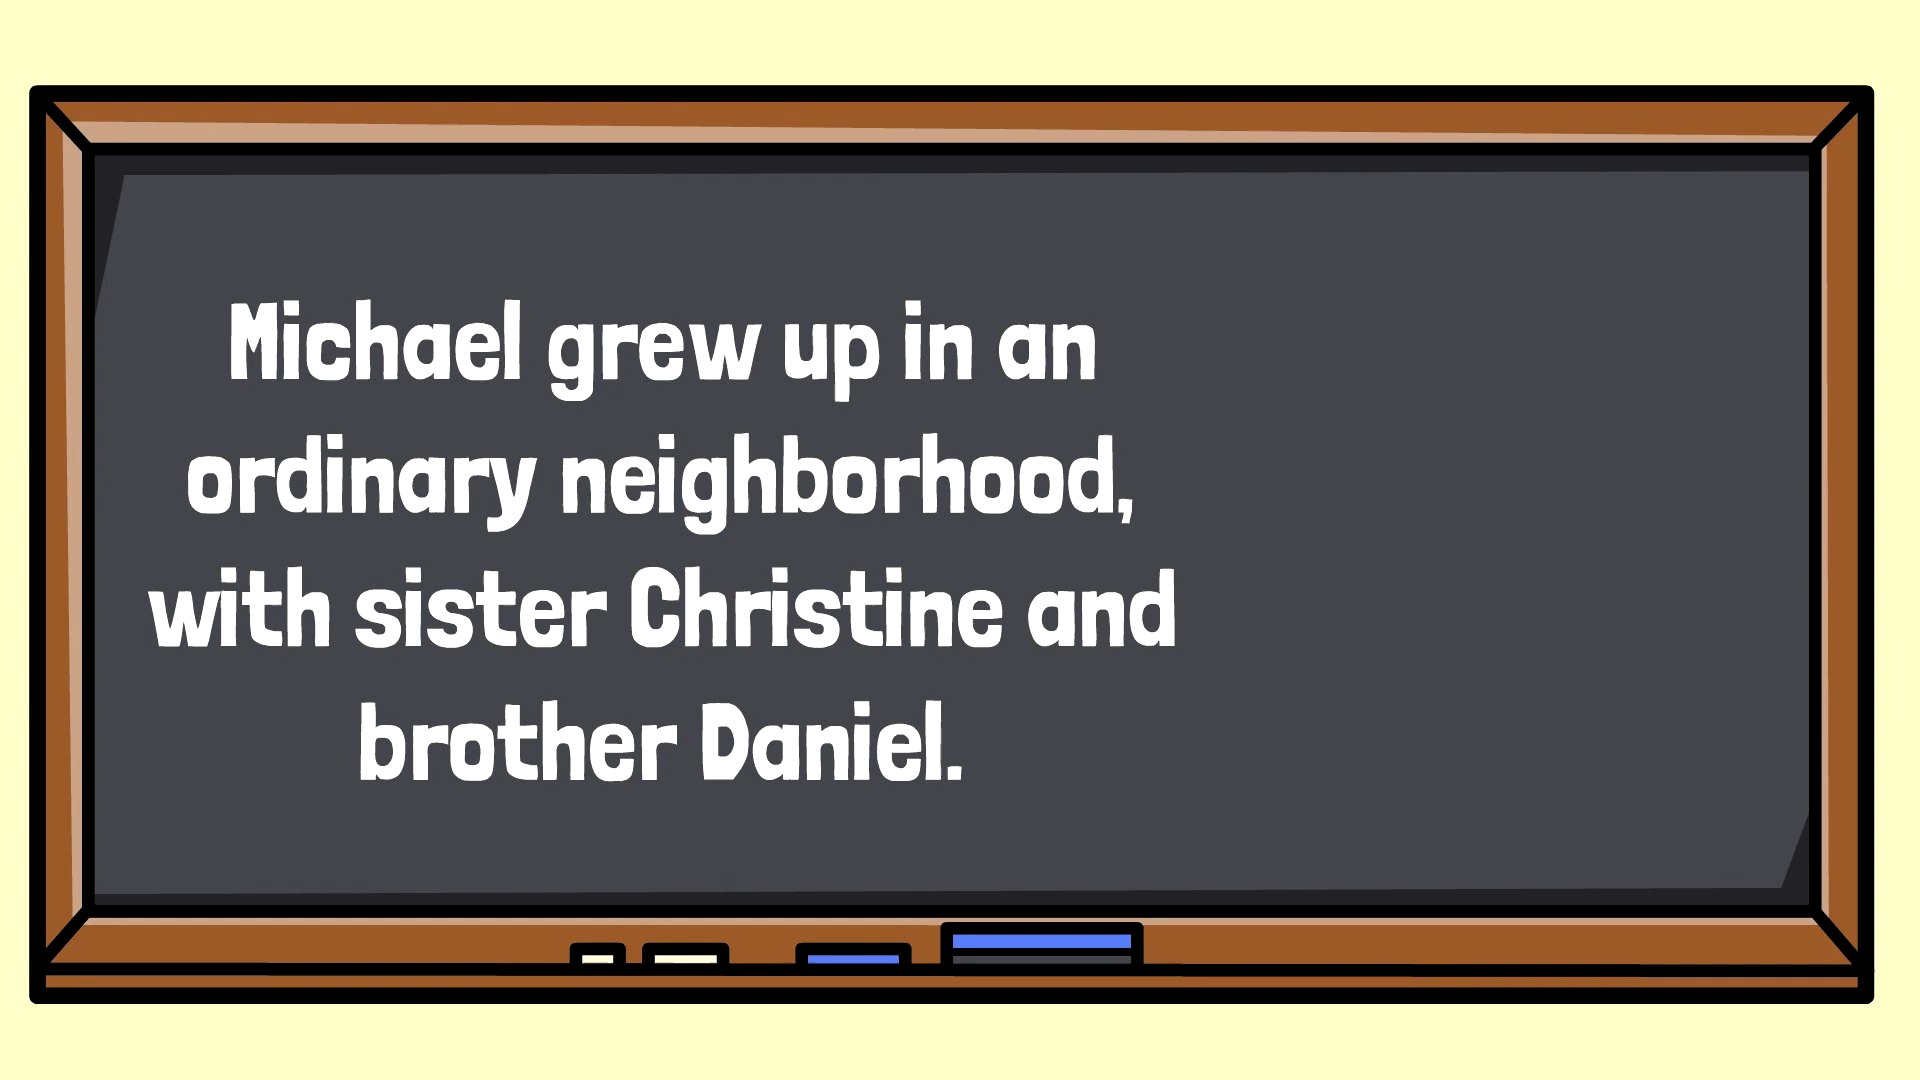 Michael grew up in an
ordinary neighborhood,
with sister Christine and
brother Daniel.